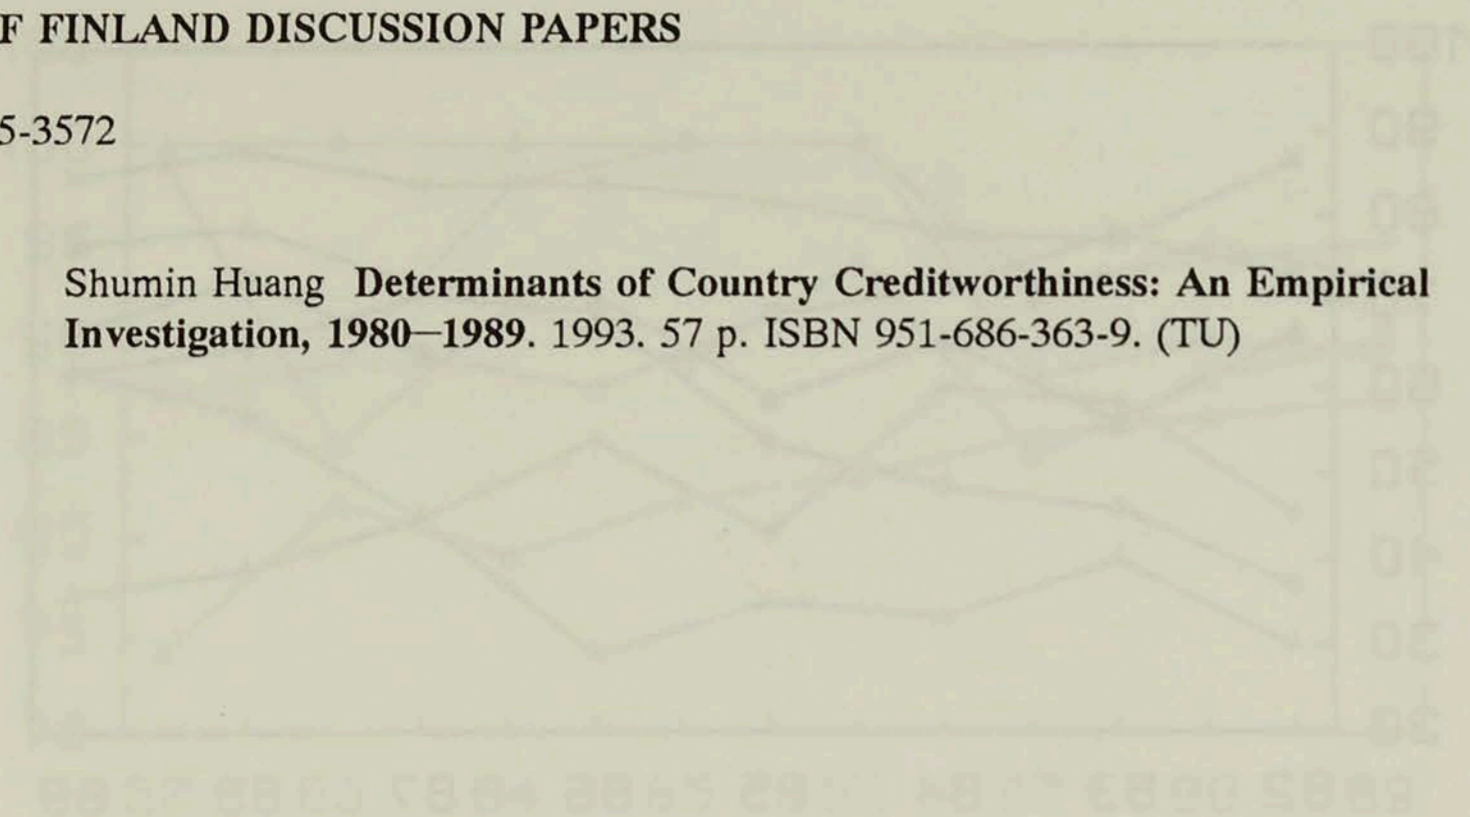 F FINLAND DISCUSSION PAPERS
5-3572
Shumin Huang Determinants of Country Creditworthiness: An Empirical
Investigation, 1980–1989. 1993. 57 p. ISBN 951-686-363-9. (TU)